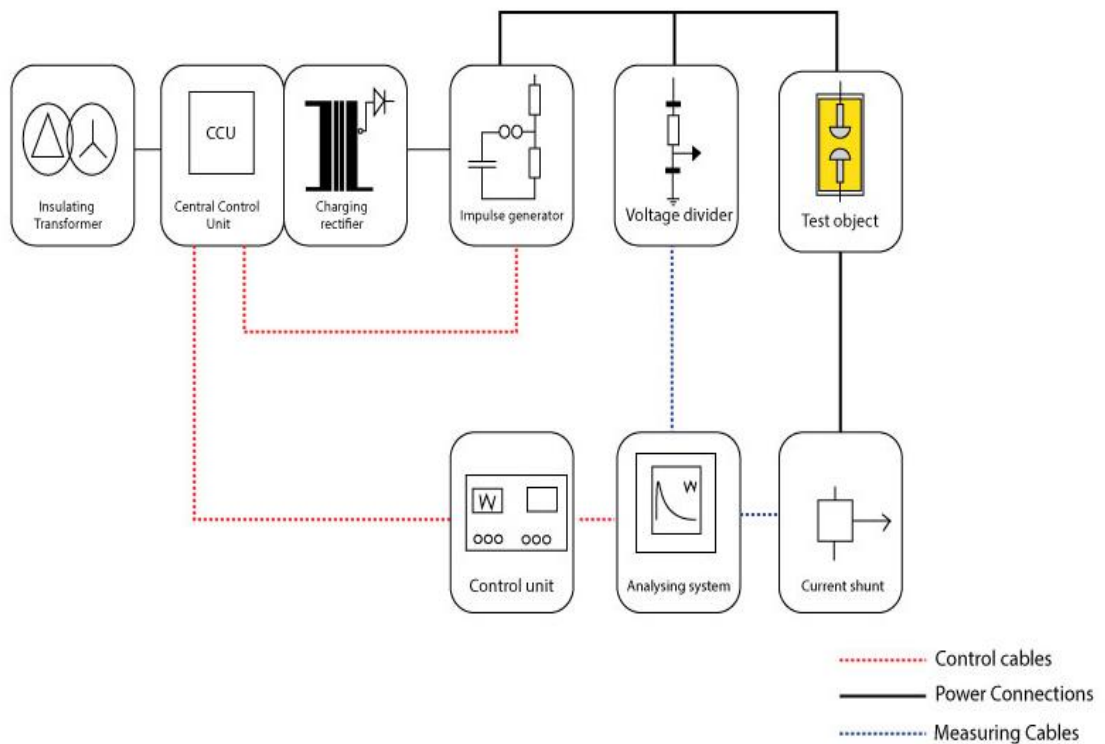 CCU
Insulating
Transformer
Central Control
Unit
Charging
rectifier
Impulse generator
Voltage divider
Test object
W
Control unit
W
Analysing system
Current shunt
Control cables
Power Connections
Measuring Cables